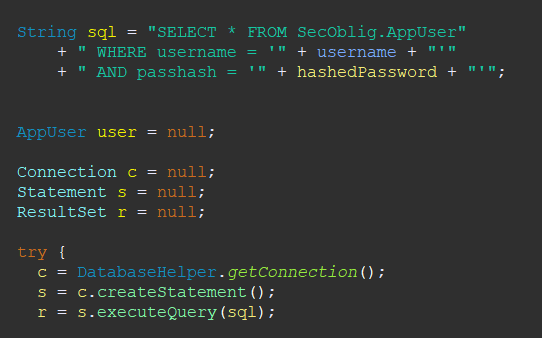 String sql = "SELECT * FROM SecOblig.AppUser"
    + " WHERE username = '" + username + "'"
    + " AND passhash = '" + hashedPassword + "'";
AppUser user = null;
Connection c = null;
Statement s = null;
ResultSet r = null;
try {
  c = DatabaseHelper.getConnection();
  s = c.createStatement();
  r = s.executeQuery(sql);